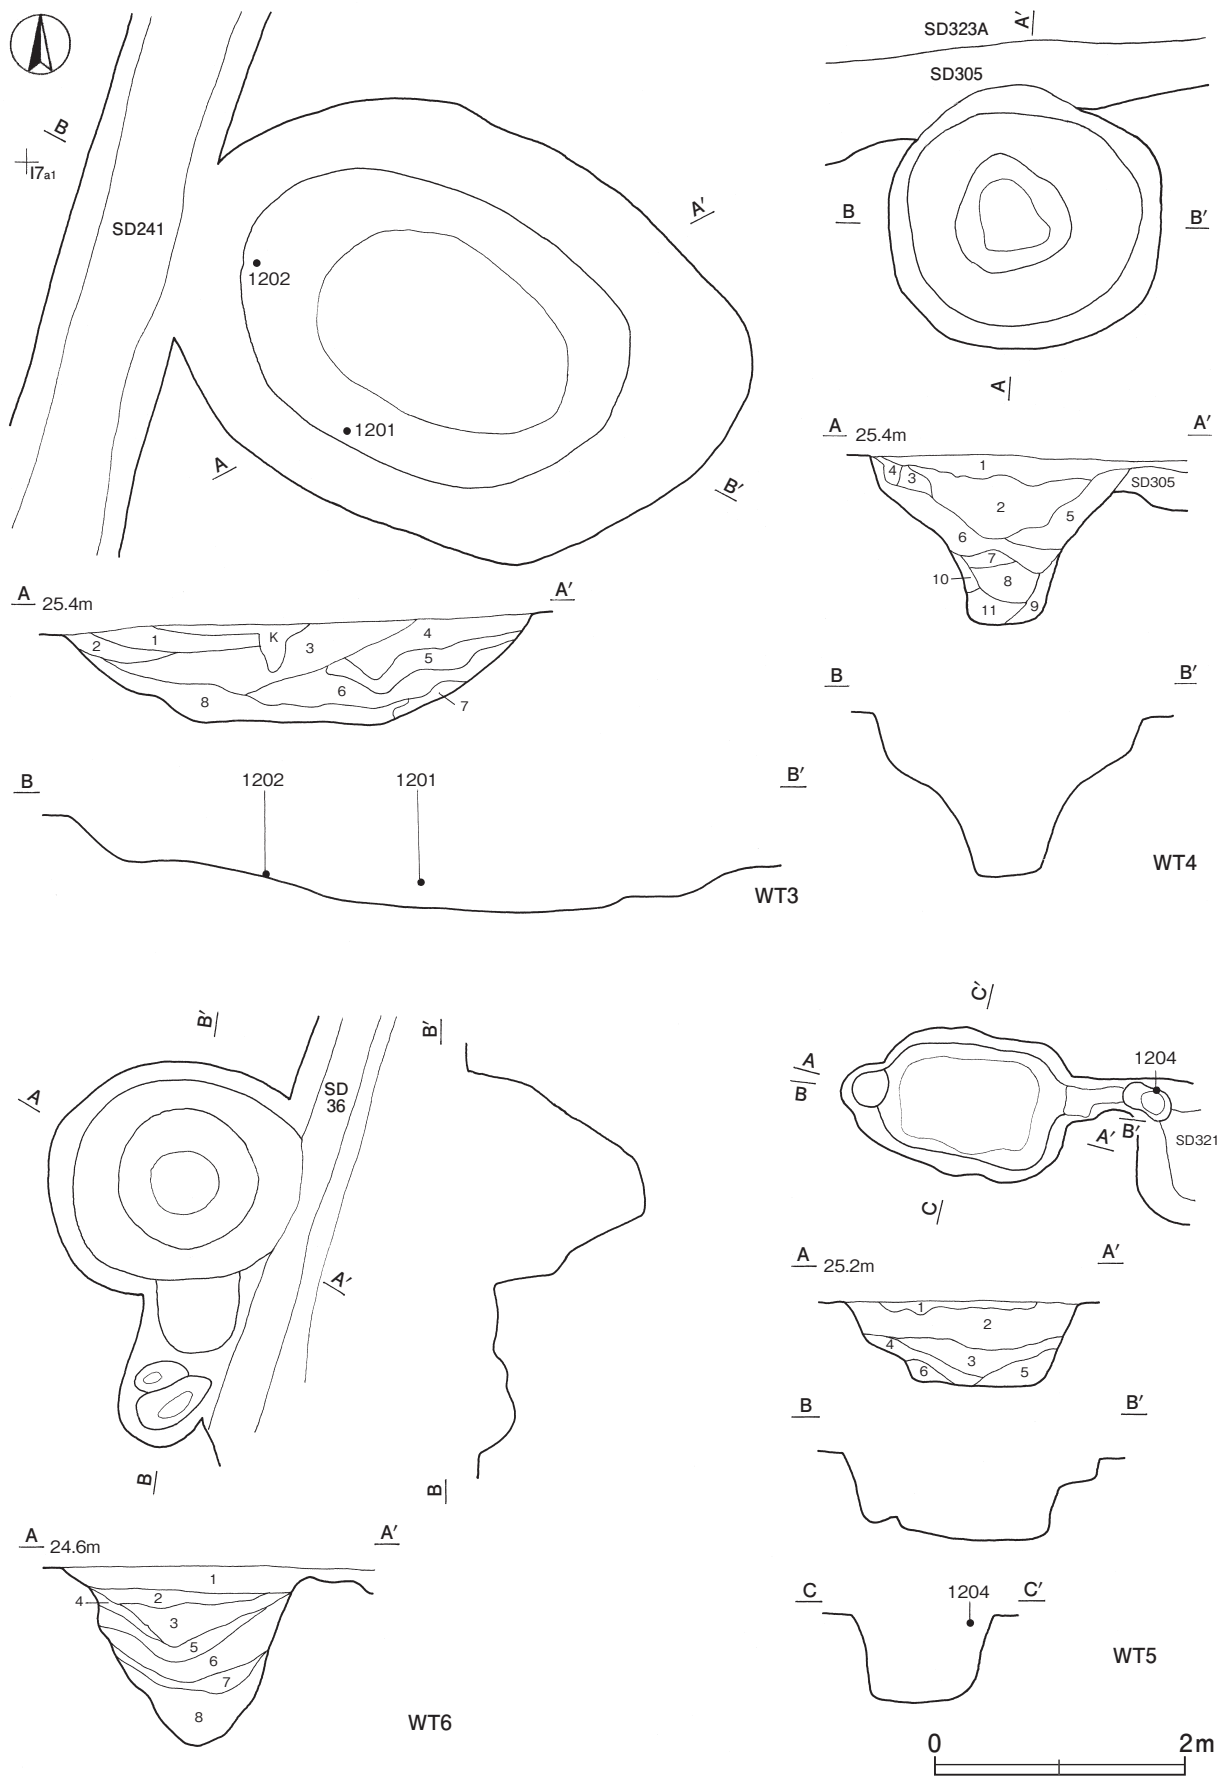 B
I7a1
SD241
1202
1201
A
A′
B′
A 25.4m A′
1
2
K
3
4
5
6
7
8
B 1202 1201 B′
WT3
SD323A
A′
SD305
B B′
A
A 25.4m A′
1
4
3
2
SD305
5
6
7
10
8
9
11
B B′
WT4
B′
A
SD
36
A′
B
B′
B
A 24.6m A′
1
2
4
3
5
6
7
8
WT6
C′
A
B
1204
A′
B′
SD321
C
A 25.2m A′
1
2
4
3
6
5
B B′
C 1204 C′
WT5
0 2m